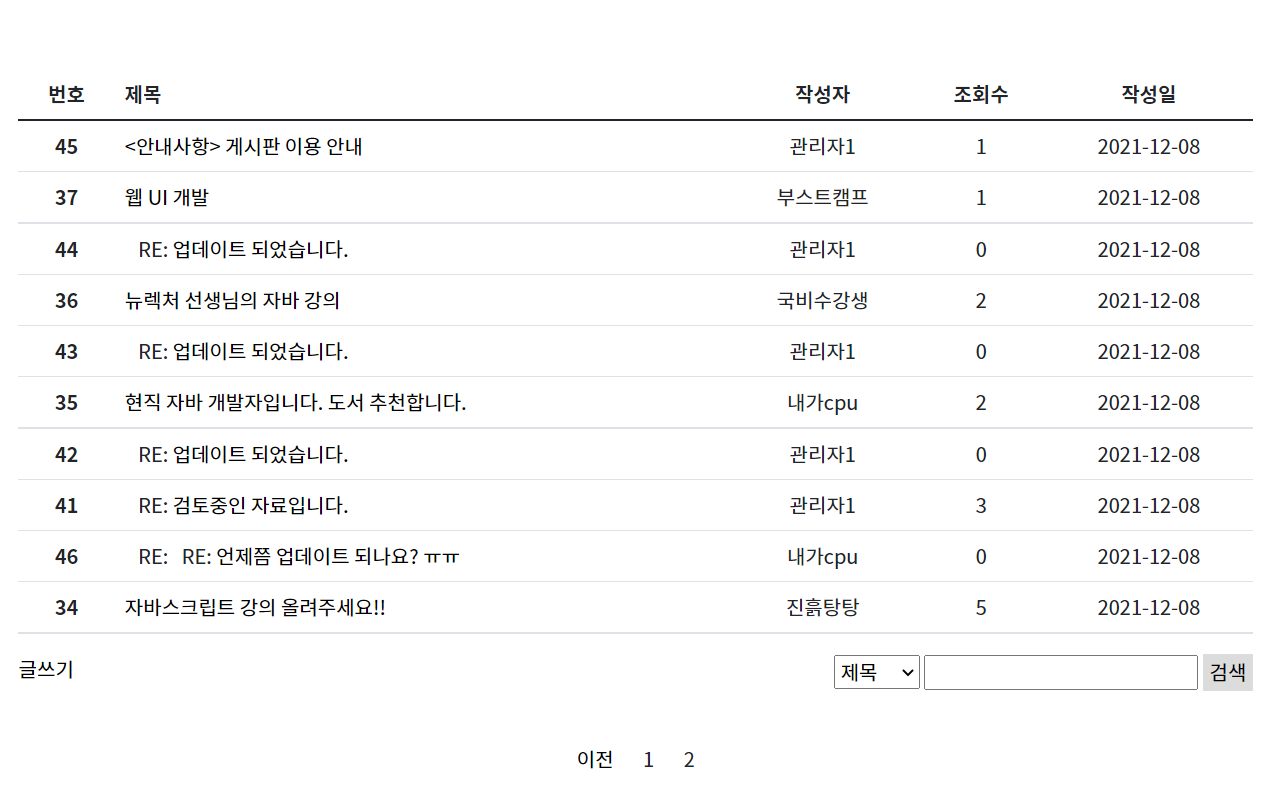 번호 제목 작성자 조회수 작성일
45 <안내사항> 게시판 이용 안내 관리자1 1 2021-12-08
37 웹 UI 개발 부스트캠프 1 2021-12-08
44 RE: 업데이트 되었습니다. 관리자1 0 2021-12-08
36 뉴렉처 선생님의 자바 강의 국비수강생 2 2021-12-08
43 RE: 업데이트 되었습니다. 관리자1 0 2021-12-08
35 현직 자바 개발자입니다. 도서 추천합니다. 내가cpu 2 2021-12-08
42 RE: 업데이트 되었습니다. 관리자1 0 2021-12-08
41 RE: 검토중인 자료입니다. 관리자1 3 2021-12-08
46 RE: RE: 언제쯤 업데이트 되나요? ㅠㅠ 내가cpu 0 2021-12-08
34 자바스크립트 강의 올려주세요!! 진흙탕탕 5 2021-12-08
글쓰기 제목 검색
이전 1 2